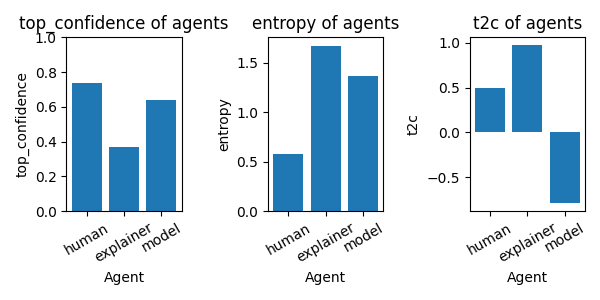 top_confidence of agents
top_confidence
1.0
0.8
0.6
0.4
0.2
0.0
human
explainer
model
Agent
entropy of agents
entropy
1.5
1.0
0.5
0.0
human
explainer
model
Agent
t2c of agents
t2c
1.0
0.5
0.0
−0.5
human
explainer
model
Agent